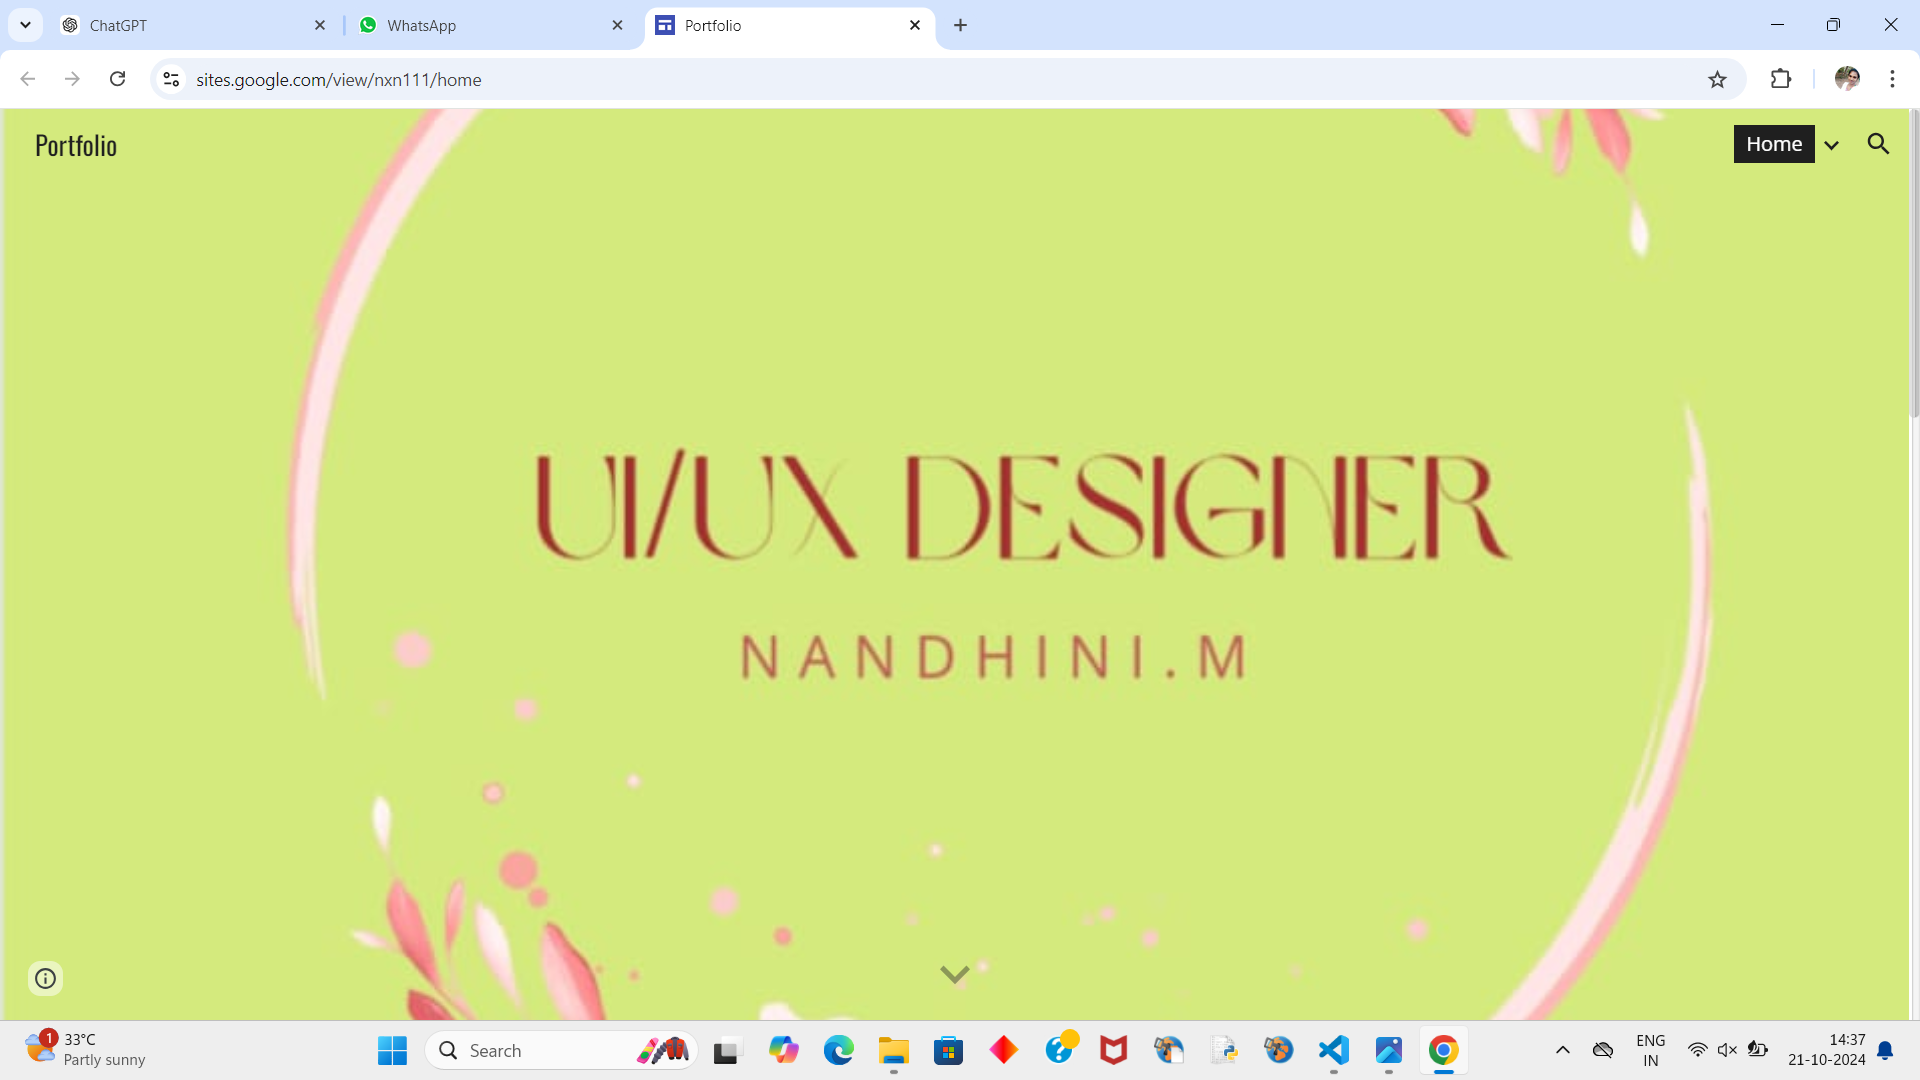 ChatGPT
WhatsApp
Portfolio
sites.google.com/view/nxn111/home
Portfolio
Home
UI/UX DESIGNER
NANDHINI.M
1
33°C
Partly sunny
Search
ENG
IN
14:37
21-10-2024